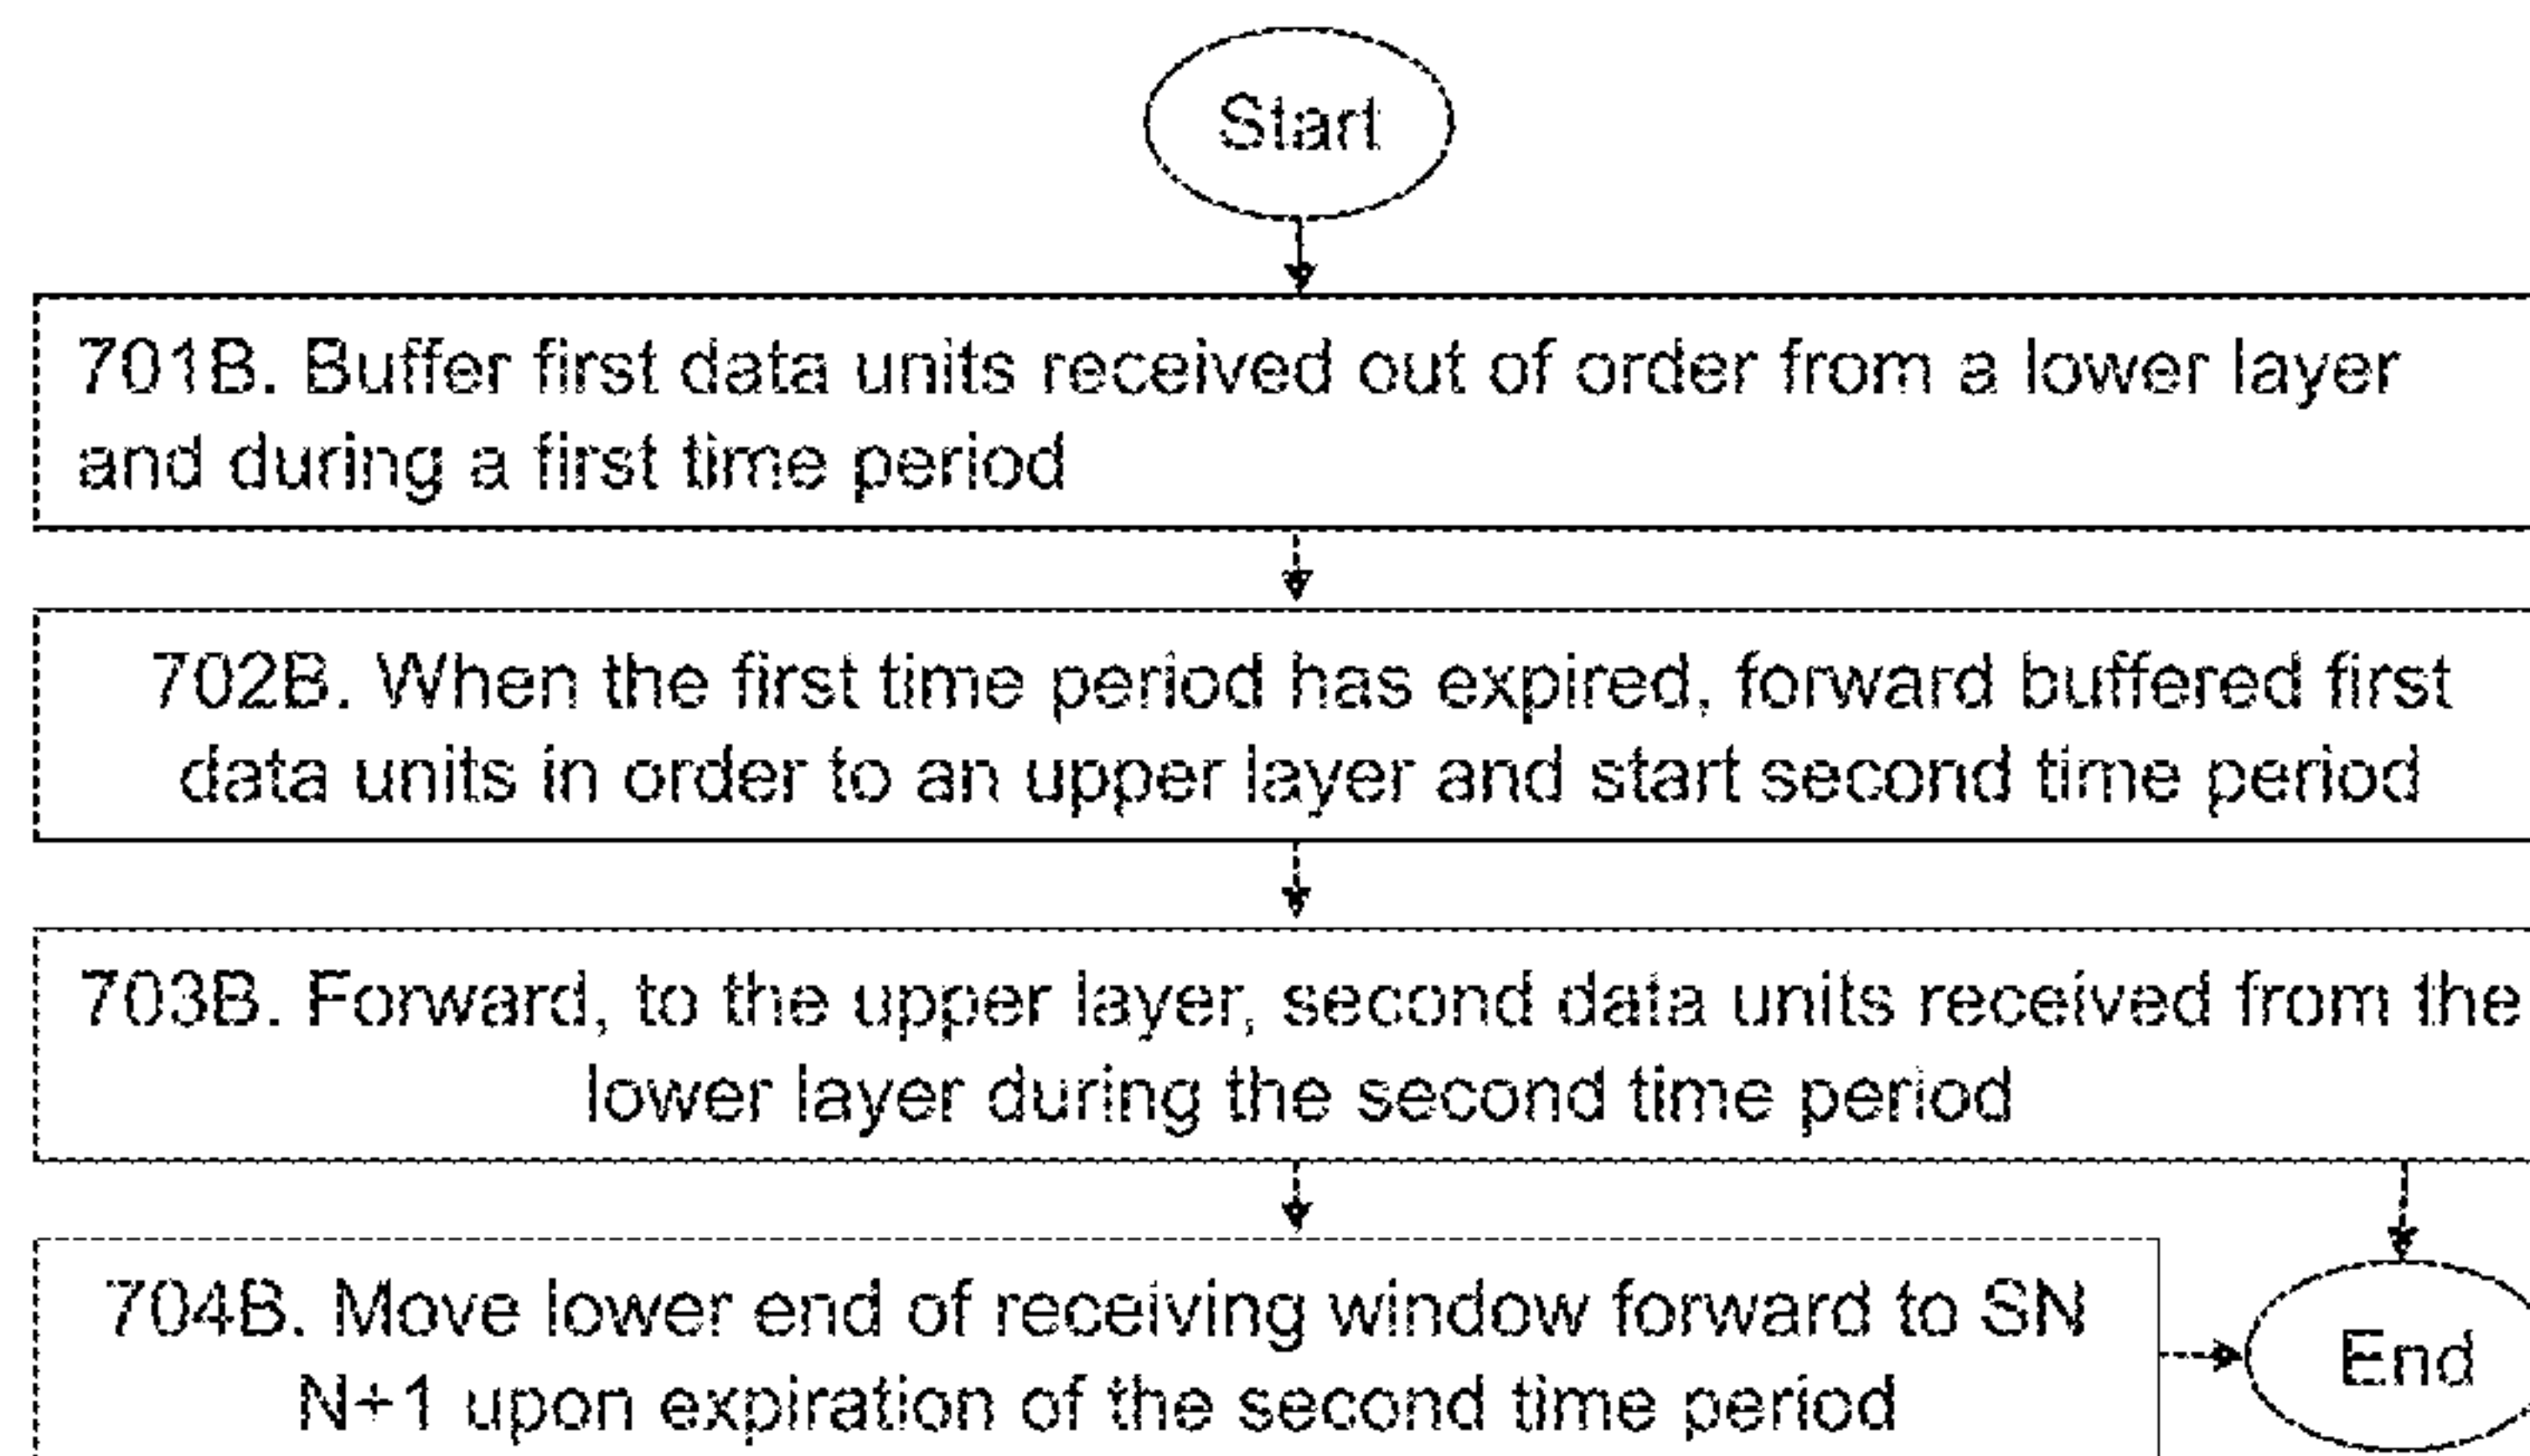 Start
701B. Buffer first data units received out of order from a lower layer
and during a first time period
702B. When the first time period has expired, forward buffered first
data units in order to an upper layer and start second time period
703B. Forward, to the upper layer, second data units received from the
lower layer during the second time period
704B. Move lower end of receiving window forward to SN
N+1 upon expiration of the second time period
End